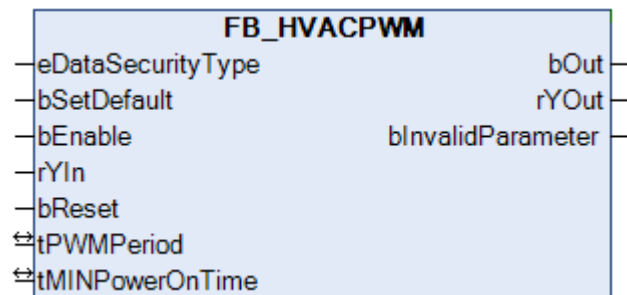 FB_HVACPWM
eDataSecurityType bOut
bSetDefault rYOut
bEnable bInvalidParameter
rYIn
bReset
tPWMPeriod
tMINPowerOnTime